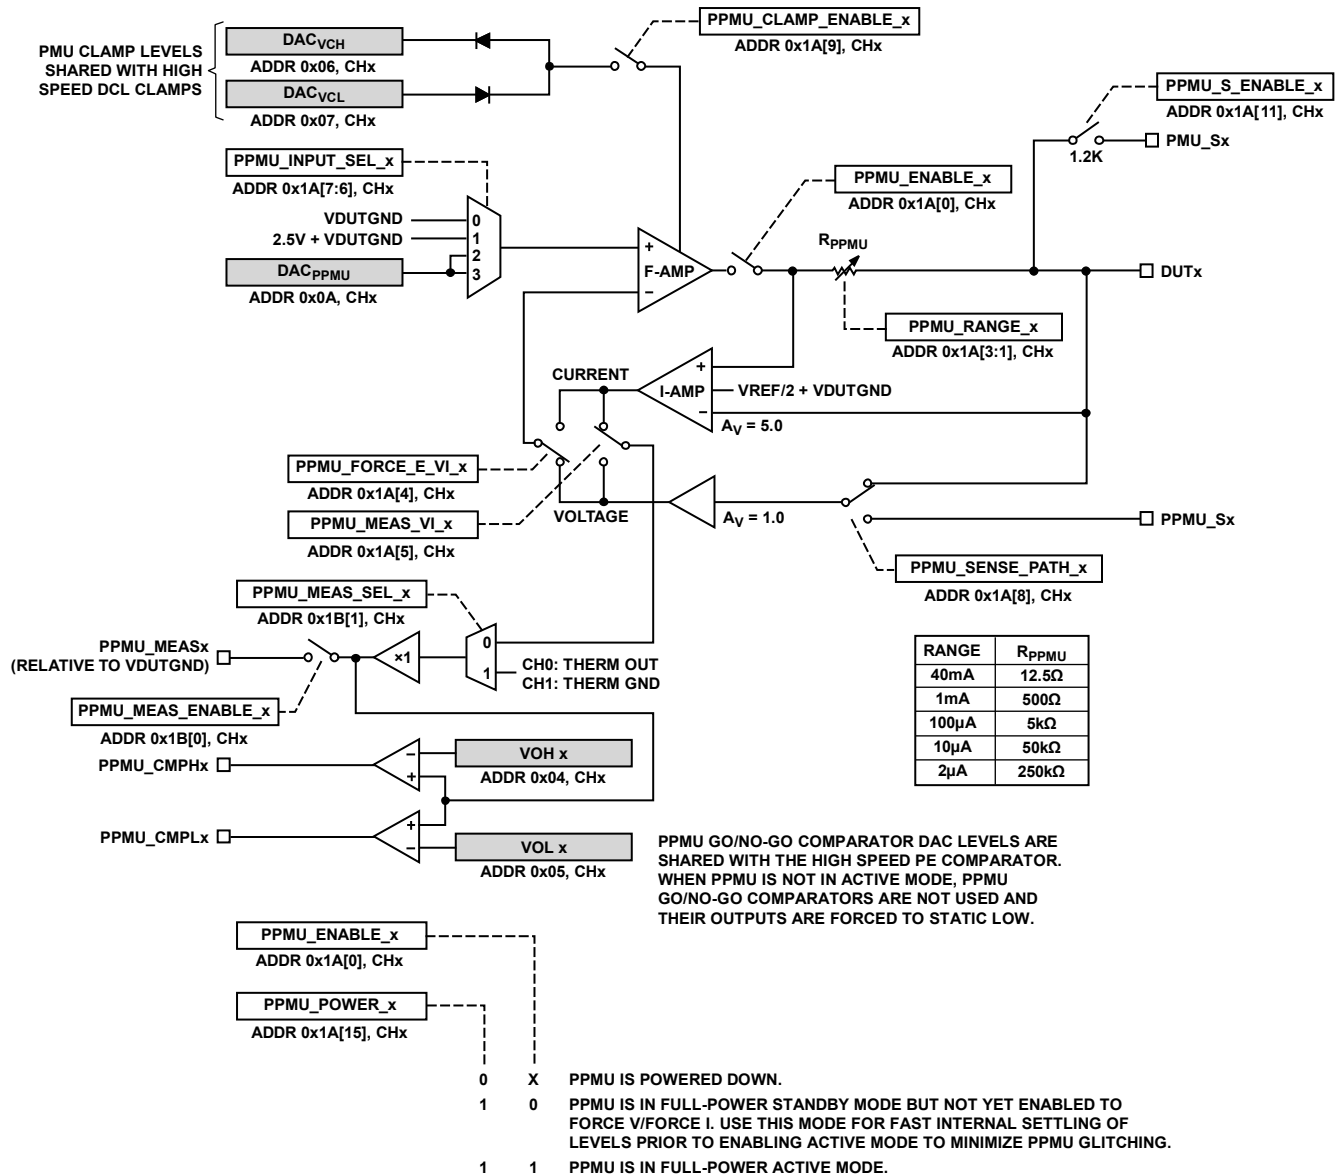 PPMU_CLAMP_ENABLE_x
ADDR 0x1A[9], CHx
PMU CLAMP LEVELS
SHARED WITH HIGH
SPEED DCL CLAMPS
DACVCH
ADDR 0x06, CHx
DACVCL
ADDR 0x07, CHx
PPMU_S_ENABLE_x
ADDR 0x1A[11], CHx
PMU_Sx
1.2K
PPMU_INPUT_SEL_x
ADDR 0x1A[7:6], CHx
VDUTGND
2.5V + VDUTGND
DACPPMU
ADDR 0x0A, CHx
0
1
2
3
PPMU_ENABLE_x
ADDR 0x1A[0], CHx
+
F-AMP
−
RPPMU
DUTx
PPMU_RANGE_x
ADDR 0x1A[3:1], CHx
CURRENT
+
I-AMP
−
VREF/2 + VDUTGND
AV = 5.0
PPMU_FORCE_E_VI_x
ADDR 0x1A[4], CHx
PPMU_MEAS_VI_x
ADDR 0x1A[5], CHx
VOLTAGE
AV = 1.0
PPMU_Sx
PPMU_SENSE_PATH_x
ADDR 0x1A[8], CHx
PPMU_MEAS_SEL_x
ADDR 0x1B[1], CHx
PPMU_MEASx
(RELATIVE TO VDUTGND)
×1
0
1
CH0: THERM OUT
CH1: THERM GND
PPMU_MEAS_ENABLE_x
ADDR 0x1B[0], CHx
RANGE RPPMU
40mA 12.5Ω
1mA 500Ω
100µA 5kΩ
10µA 50kΩ
2µA 250kΩ
PPMU_CMPHx
−
+
VOH x
ADDR 0x04, CHx
PPMU_CMPLx
+
−
VOL x
ADDR 0x05, CHx
PPMU GO/NO-GO COMPARATOR DAC LEVELS ARE
SHARED WITH THE HIGH SPEED PE COMPARATOR.
WHEN PPMU IS NOT IN ACTIVE MODE, PPMU
GO/NO-GO COMPARATORS ARE NOT USED AND
THEIR OUTPUTS ARE FORCED TO STATIC LOW.
PPMU_ENABLE_x
ADDR 0x1A[0], CHx
PPMU_POWER_x
ADDR 0x1A[15], CHx
0 X PPMU IS POWERED DOWN.
1 0 PPMU IS IN FULL-POWER STANDBY MODE BUT NOT YET ENABLED TO
FORCE V/FORCE I. USE THIS MODE FOR FAST INTERNAL SETTLING OF
LEVELS PRIOR TO ENABLING ACTIVE MODE TO MINIMIZE PPMU GLITCHING.
1 1 PPMU IS IN FULL-POWER ACTIVE MODE.